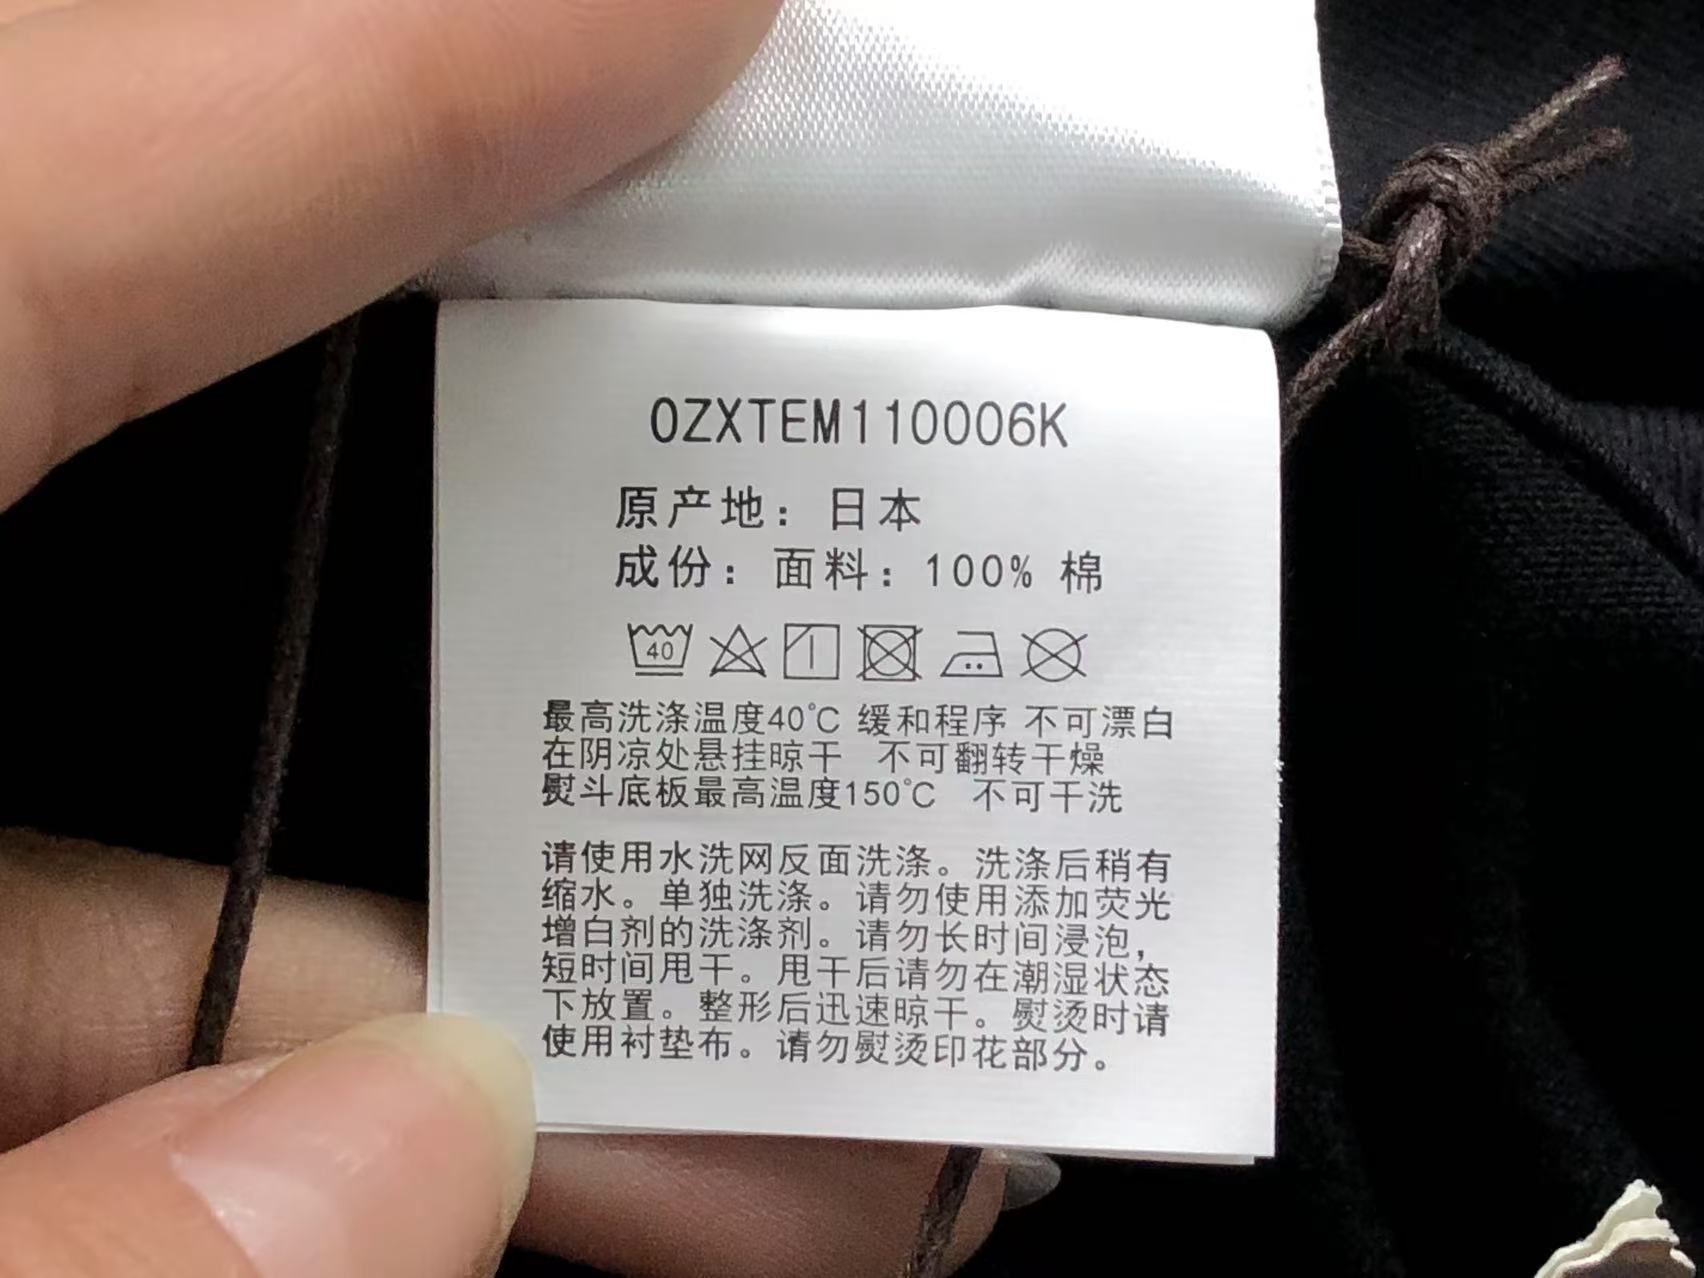 0ZXTEM110006K
原产地：日本
成份：面料：100% 棉
40
最高洗涤温度40℃ 缓和程序 不可漂白
在阴凉处悬挂晾干 不可翻转干燥
熨斗底板最高温度150℃ 不可干洗
请使用水洗网反面洗涤。洗涤后稍有
缩水。单独洗涤。请勿使用添加荧光
增白剂的洗涤剂。请勿长时间浸泡，
短时间甩干。甩干后请勿在潮湿状态
下放置。整形后迅速晾干。熨烫时请
使用衬垫布。请勿熨烫印花部分。